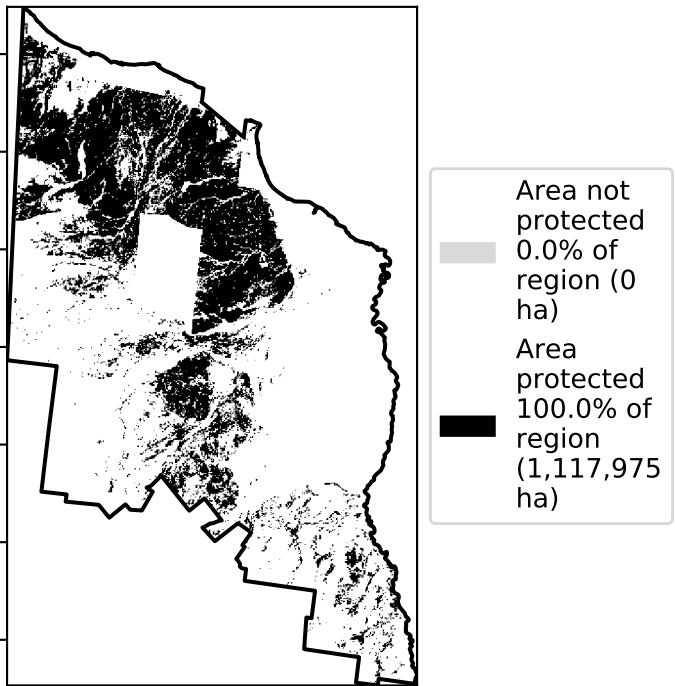 Area not
protected
0.0% of
region (0
ha)
Area
protected
100.0% of
region
(1,117,975
ha)